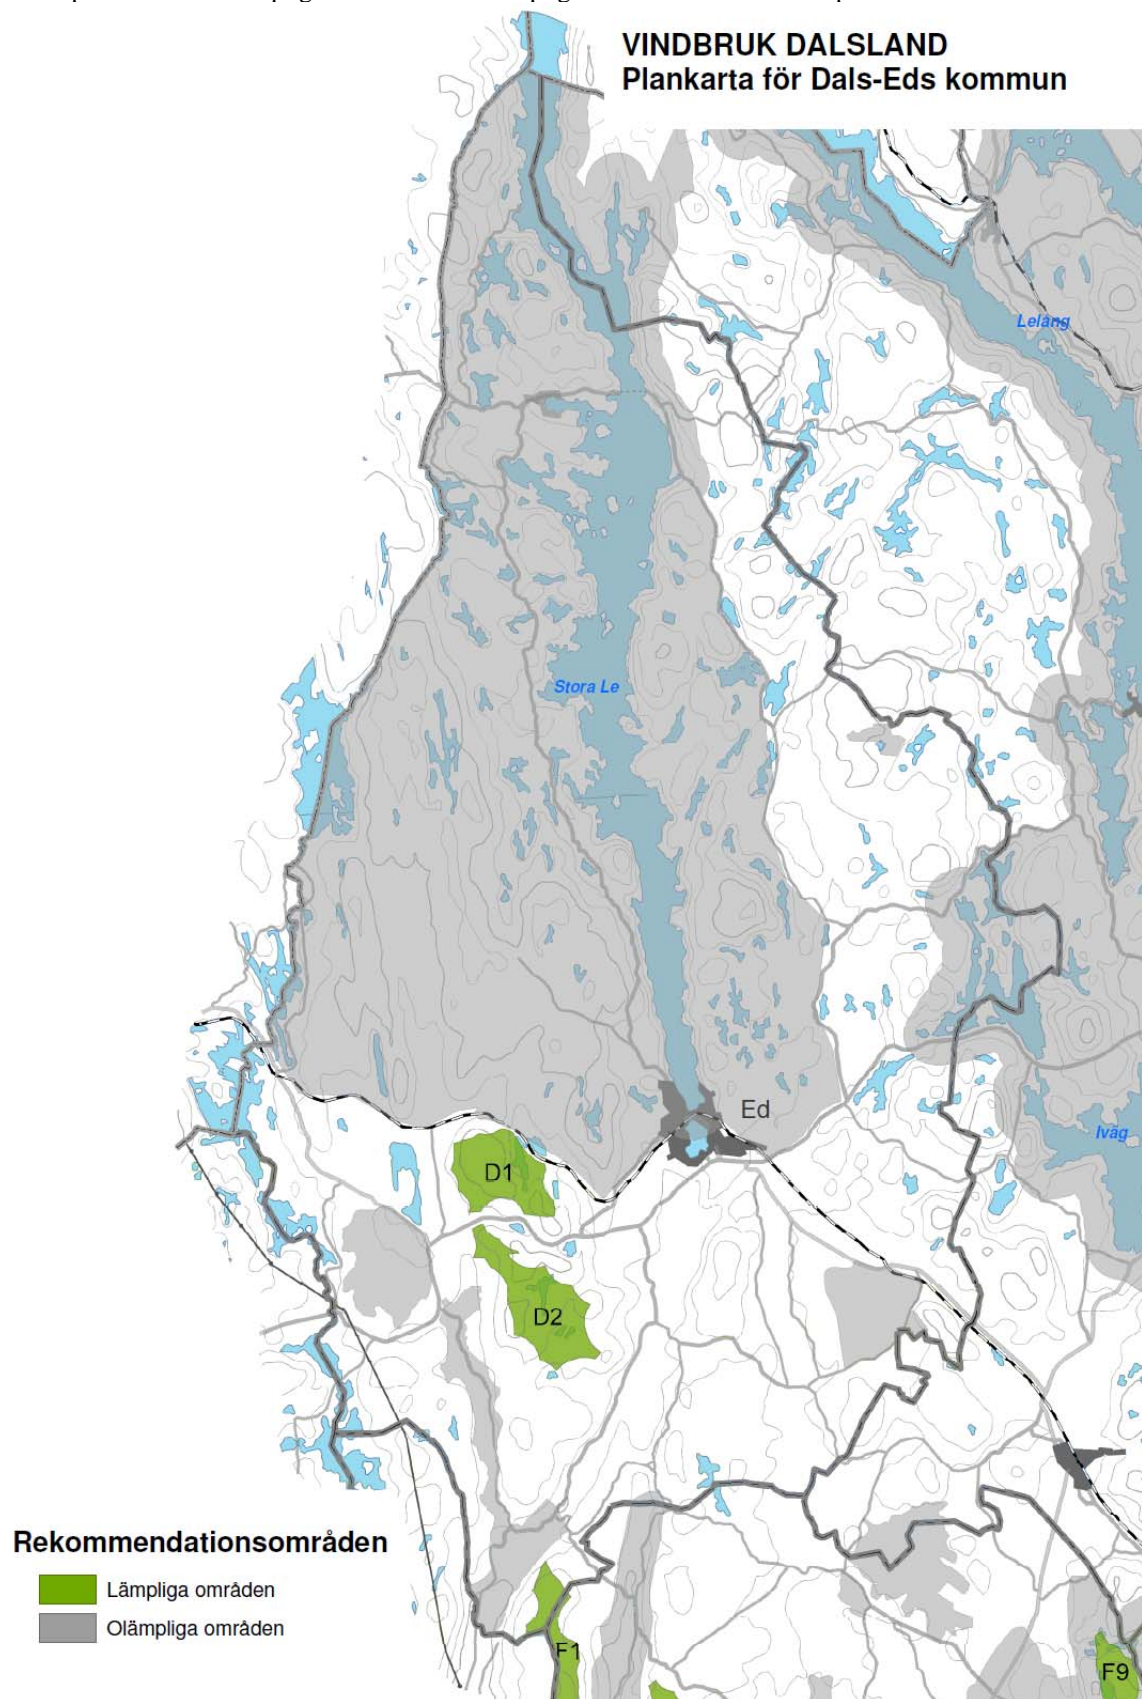 VINDBRUK DALSLAND
Plankarta för Dals-Eds kommun
Lelång
Stora Le
Ed
Iväg
D1
D2
Rekommendationsområden
Lämpliga områden
Olämpliga områden
F1
F9